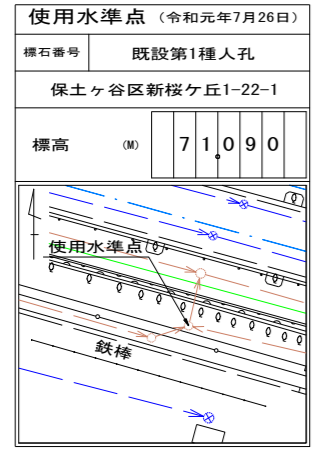 使用水準点（令和元年7月26日）
標石番号 既設第1種人孔
保土ヶ谷区新桜ケ丘1-22-1
標高 (M) 71.090
使用水準点
鉄棒